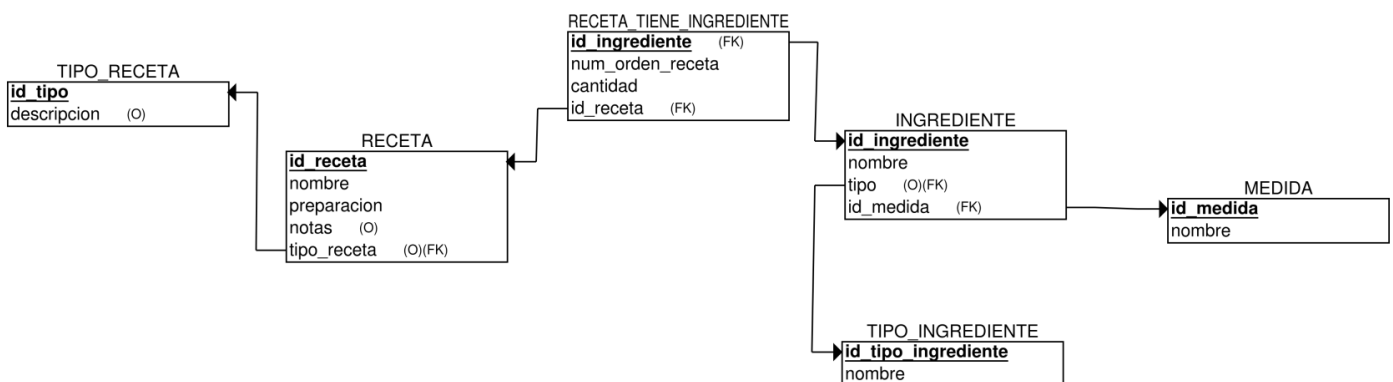 TIPO_RECETA
id_tipo
descripcion (O)
RECETA
id_receta
nombre
preparacion
notas (O)
tipo_receta (O)(FK)
RECETA_TIENE_INGREDIENTE
id_ingrediente (FK)
num_orden_receta
cantidad
id_receta (FK)
INGREDIENTE
id_ingrediente
nombre
tipo (O)(FK)
id_medida (FK)
MEDIDA
id_medida
nombre
TIPO_INGREDIENTE
id_tipo_ingrediente
nombre